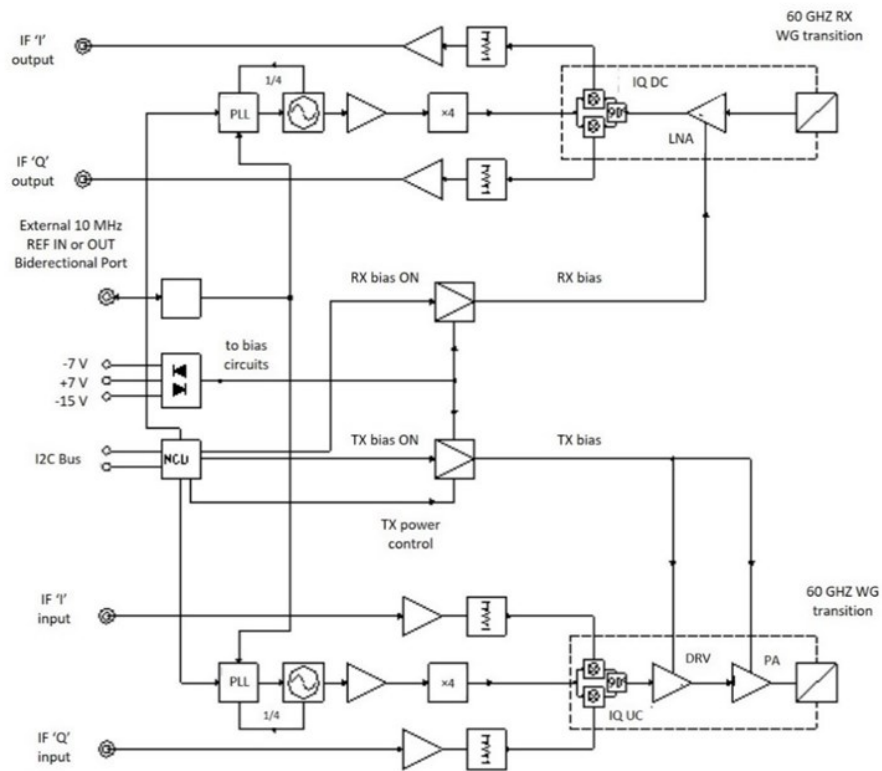 60 GHZ RX
WG transition
IF 'I'
output
1/4
IQ DC
PLL
×4
90
LNA
IF 'Q'
output
External 10 MHz
REF IN or OUT
Biderectional Port
RX bias ON
RX bias
to bias
circuits
-7 V
+7 V
-15 V
TX bias ON
TX bias
I2C Bus
TX power
control
IF 'I'
input
60 GHZ WG
transition
DRV
PA
PLL
×4
90
1/4
IQ UC
IF 'Q'
input